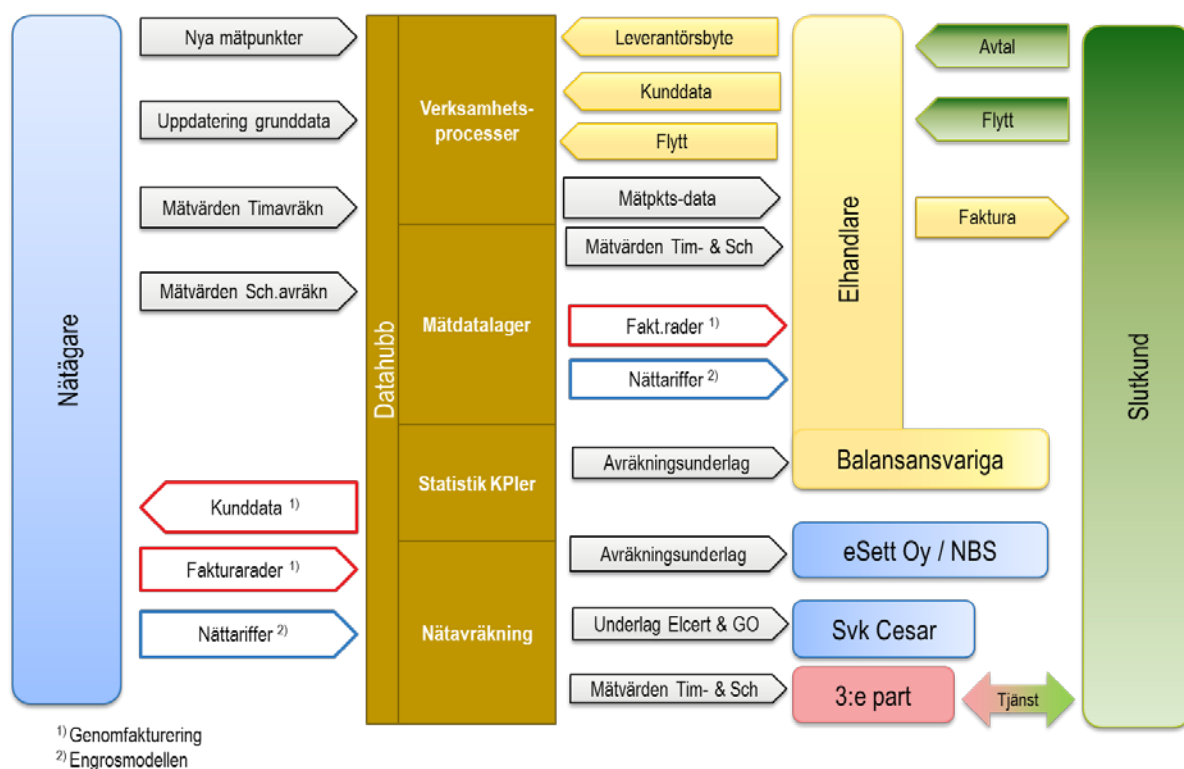 Nätägare
Nya mätpunkter
Uppdatering grunddata
Mätvärden Timavräkn
Mätvärden Sch.avräkn
Kunddata 1)
Fakturarader 1)
Nättariffer 2)
Datahubb
Verksamhets-
processer
Mätdatalager
Statistik KPIer
Nätavräkning
Leverantörsbyte
Kunddata
Flytt
Mätpkts-data
Mätvärden Tim- & Sch
Fakt.rader 1)
Nättariffer 2)
Avräkningsunderlag
Avräkningsunderlag
Underlag Elcert & GO
Mätvärden Tim- & Sch
Elhandlare
Balansansvariga
eSett Oy / NBS
Svk Cesar
3:e part
Avtal
Flytt
Faktura
Tjänst
Slutkund
1) Genomfakturering
2) Engrosmodellen